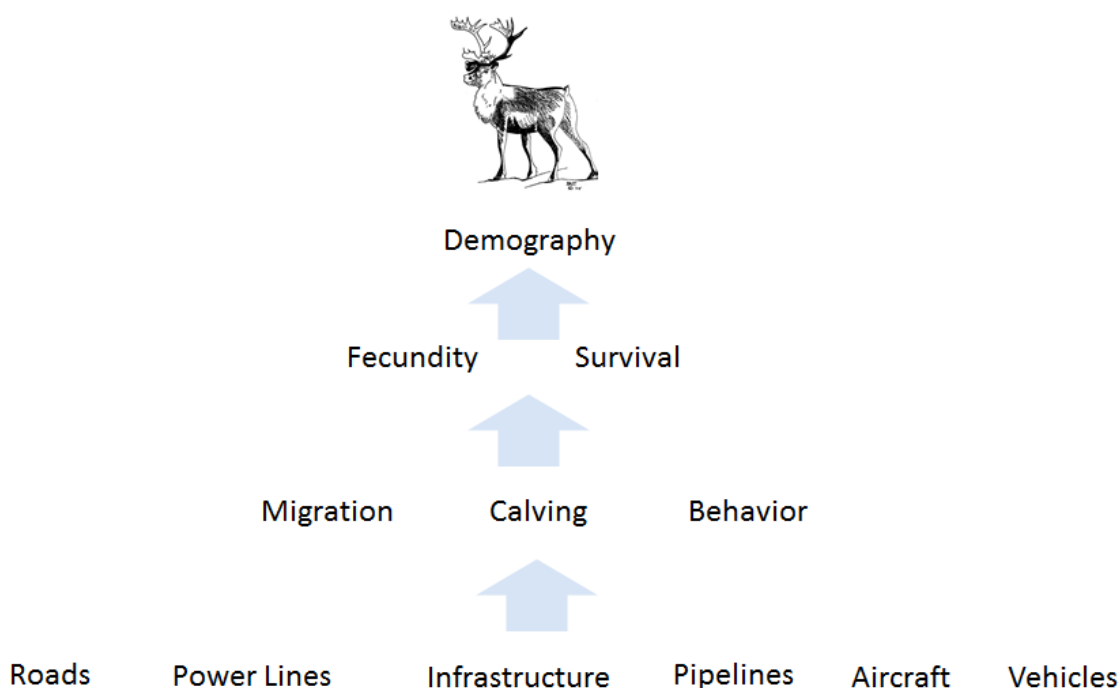 Demography
Fecundity Survival
Migration Calving Behavior
Roads Power Lines Infrastructure Pipelines Aircraft Vehicles